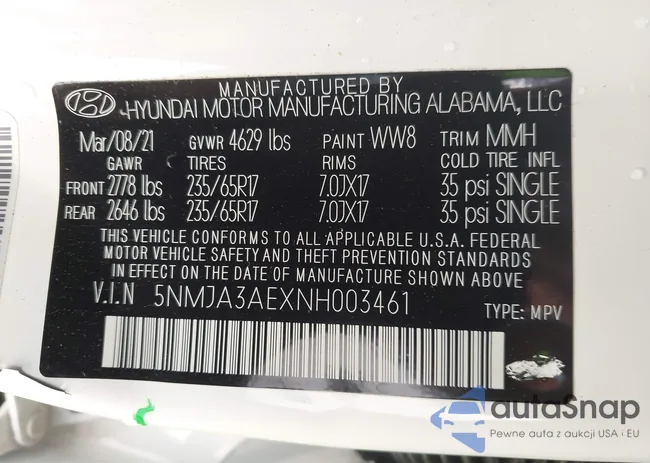 MANUFACTURED BY
HYUNDAI MOTOR MANUFACTURING ALABAMA, LLC
Mar/08/21 GVWR 4629 lbs PAINT WW8 TRIM MMH
GAWR TIRES RIMS COLD TIRE INFL
FRONT 2778 lbs 235/65R17 7.0JX17 35 psi SINGLE
REAR 2646 lbs 235/65R17 7.0JX17 35 psi SINGLE
THIS VEHICLE CONFORMS TO ALL APPLICABLE U.S.A. FEDERAL
MOTOR VEHICLE SAFETY AND THEFT PREVENTION STANDARDS
IN EFFECT ON THE DATE OF MANUFACTURE SHOWN ABOVE
V.I.N 5NMJA3AEXNH003461 TYPE: MPV
autaSnap
Pewne auta z aukcji USA i EU